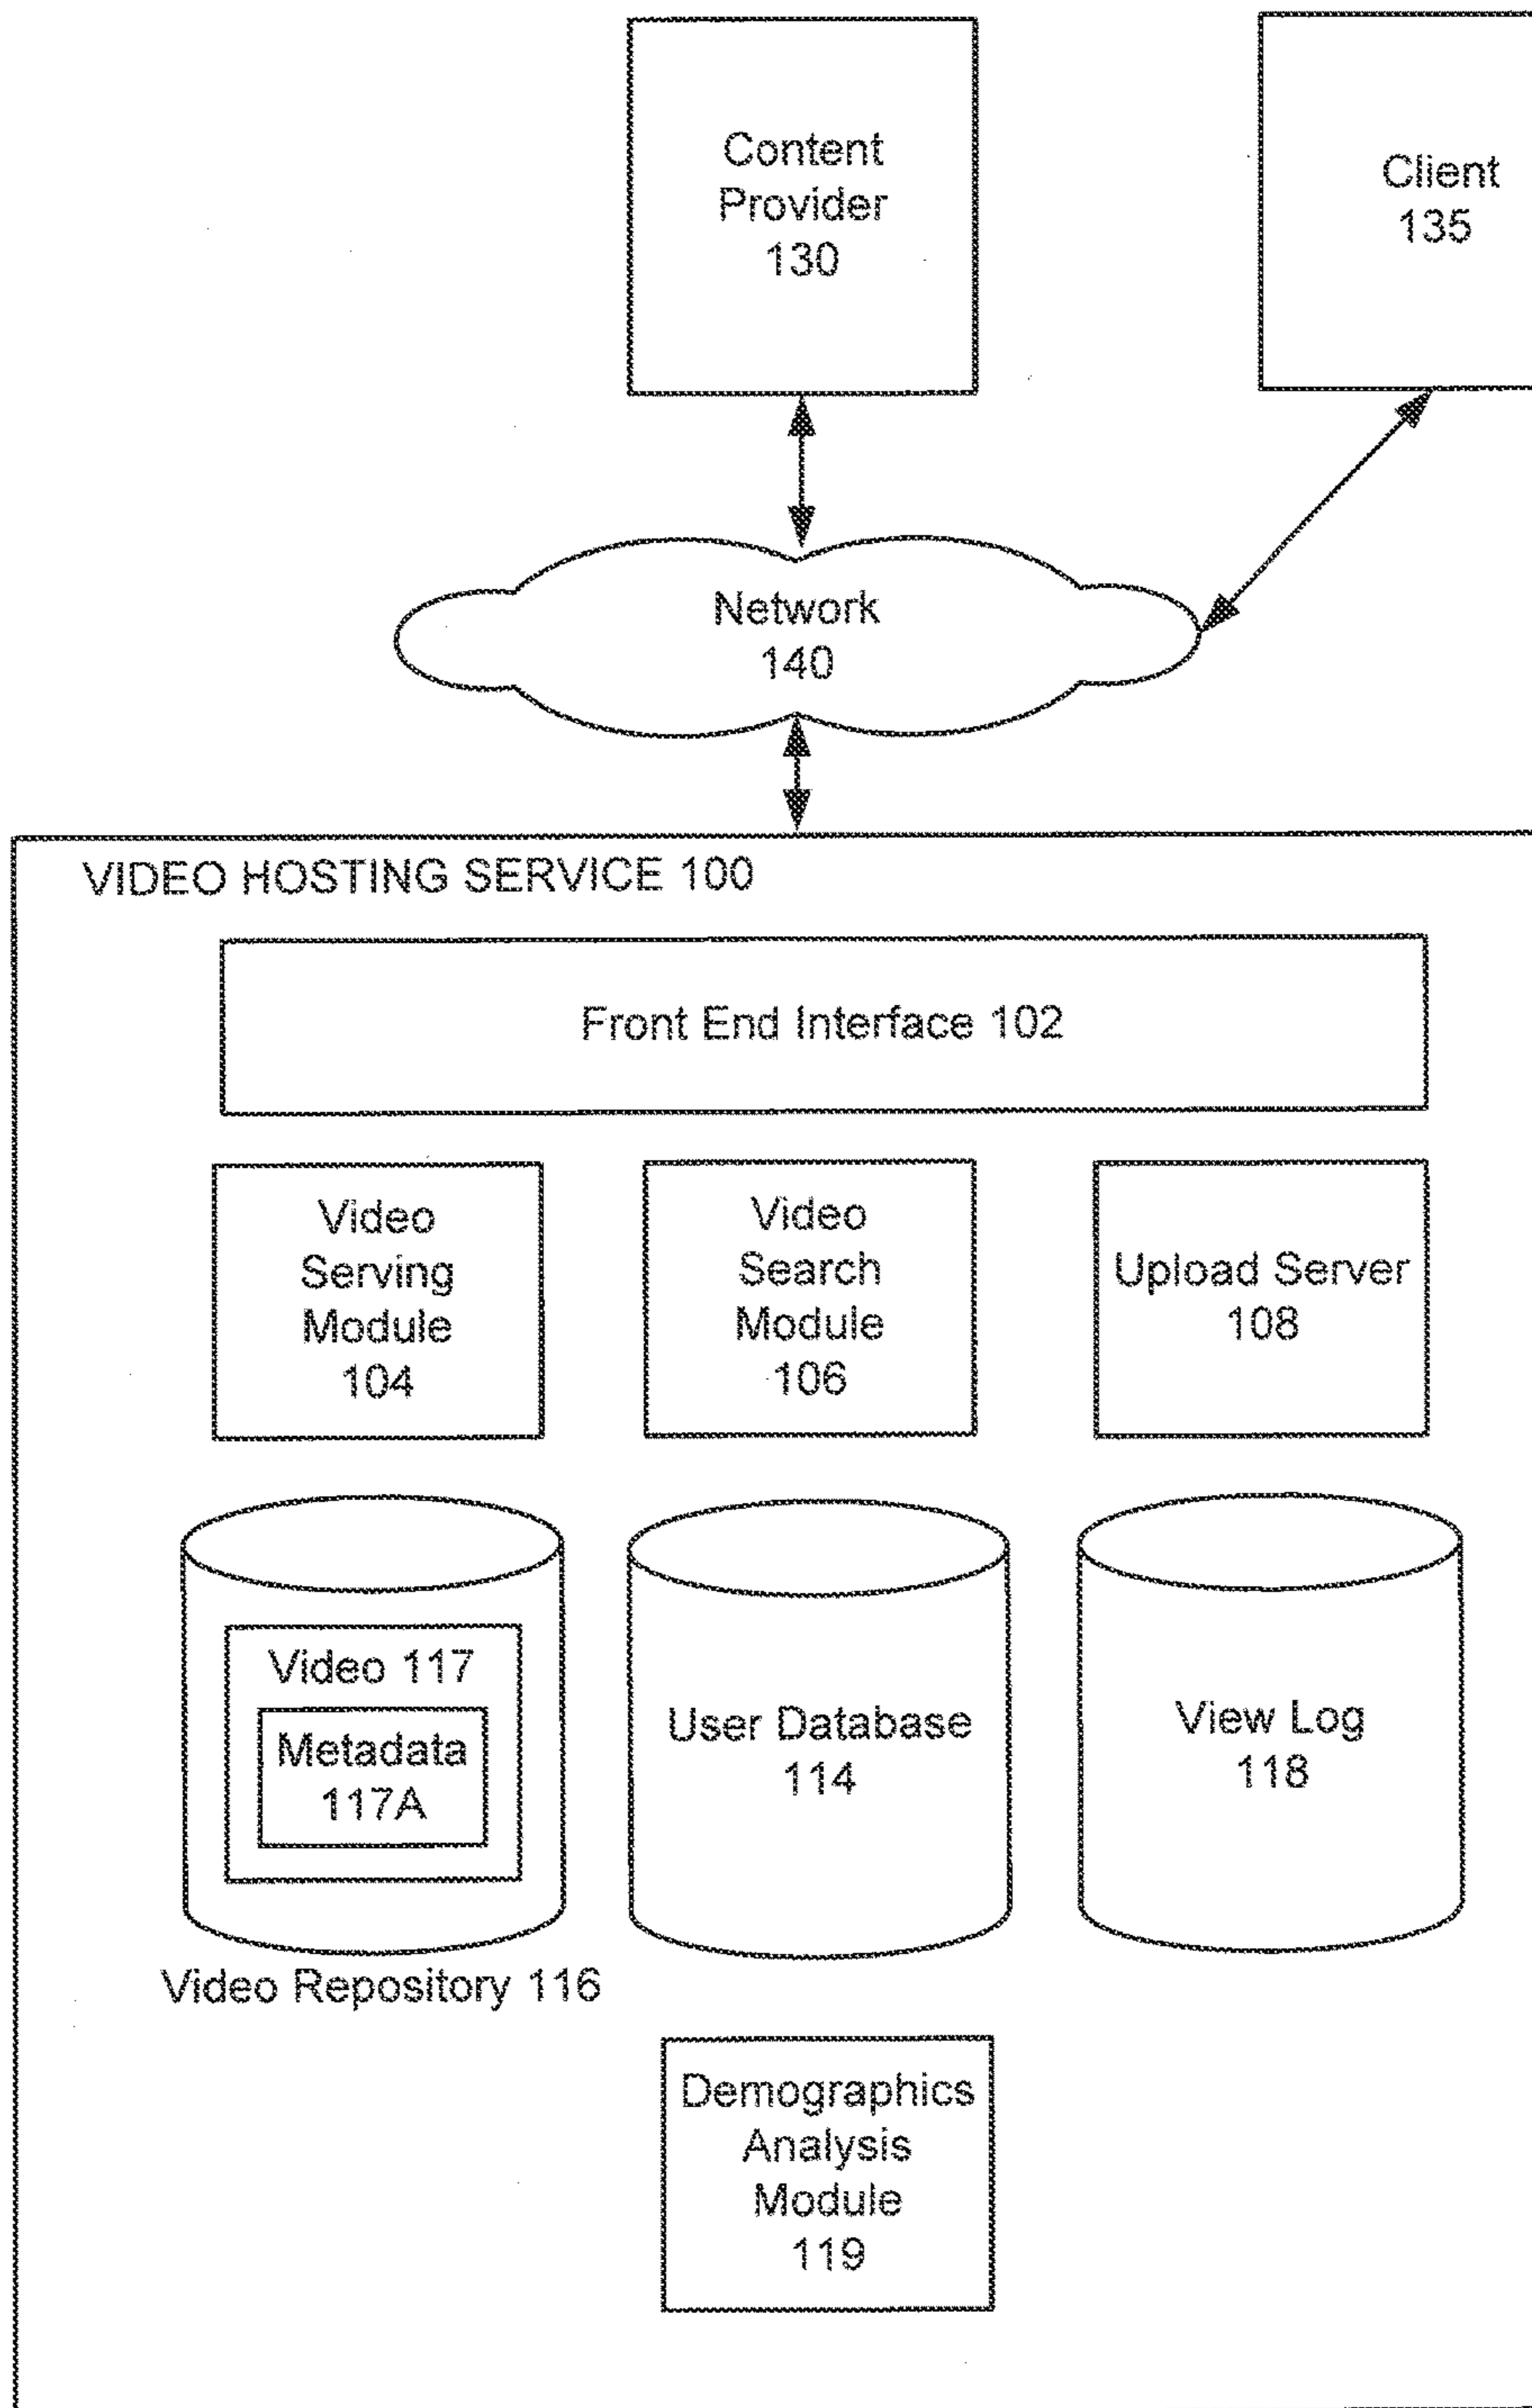 Content
Provider
130
Client
135
Network
140
VIDEO HOSTING SERVICE 100
Front End Interface 102
Video
Serving
Module
104
Video
Search
Module
106
Upload Server
108
Video 117
Metadata
117A
User Database
114
View Log
118
Video Repository 116
Demographics
Analysis
Module
119